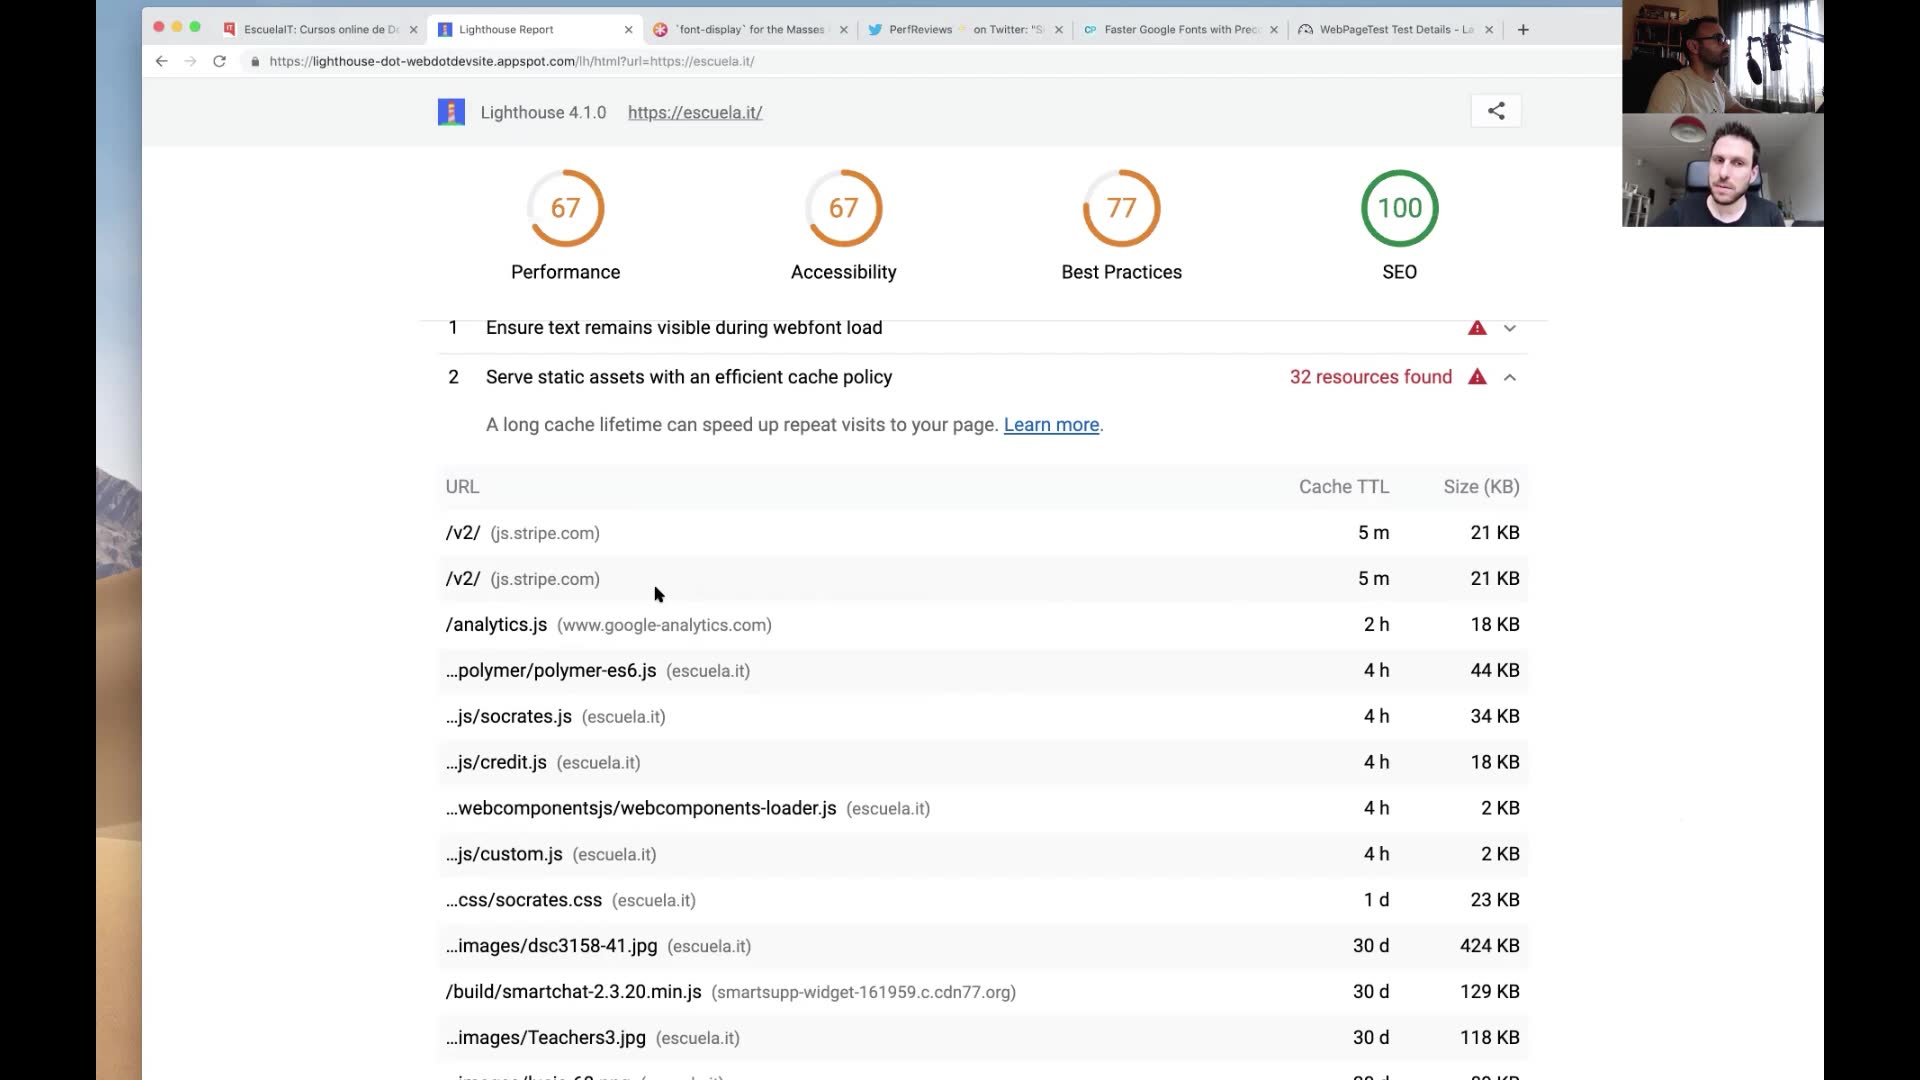 EscuelaIT: Cursos online de De
Lighthouse Report
`font-display` for the Masses
PerfReviews on Twitter: "S
Faster Google Fonts with Prec
WebPageTest Test Details - La
https://lighthouse-dot-webdotdevsite.appspot.com/lh/html?url=https://escuela.it/
Lighthouse 4.1.0 https://escuela.it/
67 67 77 100
Performance Accessibility Best Practices SEO
1 Ensure text remains visible during webfont load
2 Serve static assets with an efficient cache policy 32 resources found
A long cache lifetime can speed up repeat visits to your page. Learn more.
URL Cache TTL Size (KB)
/v2/ (js.stripe.com) 5 m 21 KB
/v2/ (js.stripe.com) 5 m 21 KB
/analytics.js (www.google-analytics.com) 2 h 18 KB
…polymer/polymer-es6.js (escuela.it) 4 h 44 KB
…js/socrates.js (escuela.it) 4 h 34 KB
…js/credit.js (escuela.it) 4 h 18 KB
…webcomponentsjs/webcomponents-loader.js (escuela.it) 4 h 2 KB
…js/custom.js (escuela.it) 4 h 2 KB
…css/socrates.css (escuela.it) 1 d 23 KB
…images/dsc3158-41.jpg (escuela.it) 30 d 424 KB
/build/smartchat-2.3.20.min.js (smartsupp-widget-161959.c.cdn77.org) 30 d 129 KB
…images/Teachers3.jpg (escuela.it) 30 d 118 KB